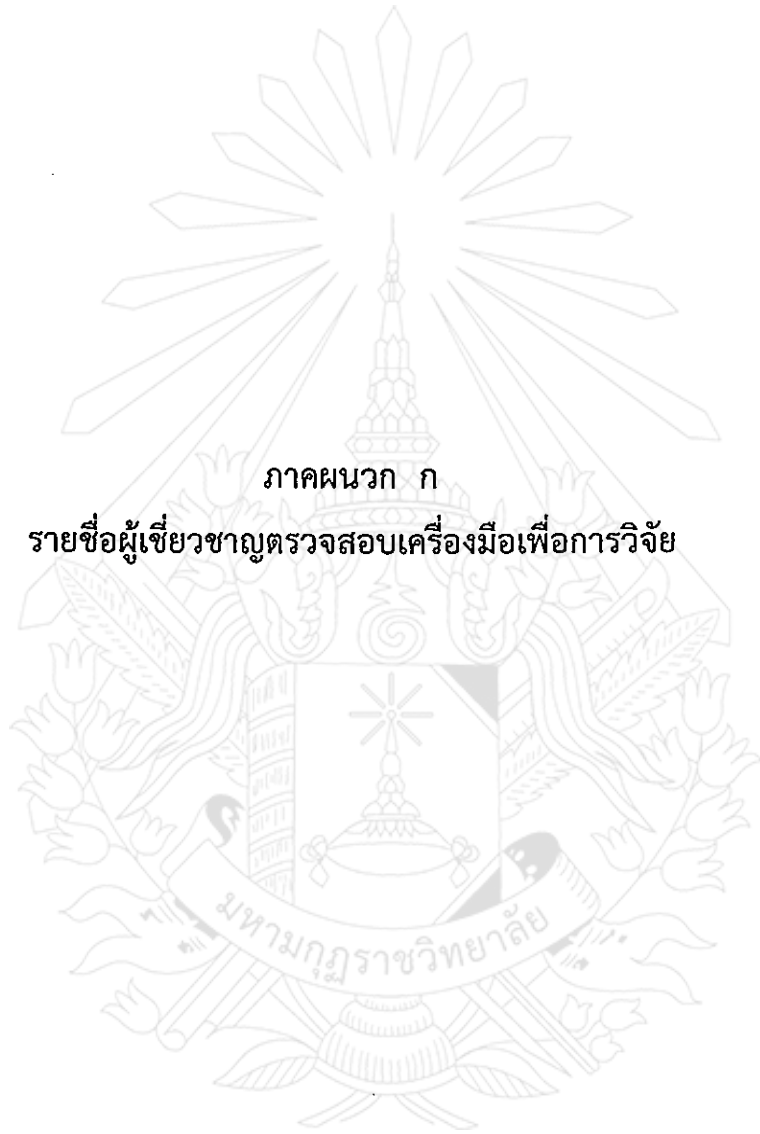 ภาคผนวก ก
รายชื่อผู้เชี่ยวชาญตรวจสอบเครื่องมือเพื่อการวิจัย
มหามกุฏราชวิทยาลัย